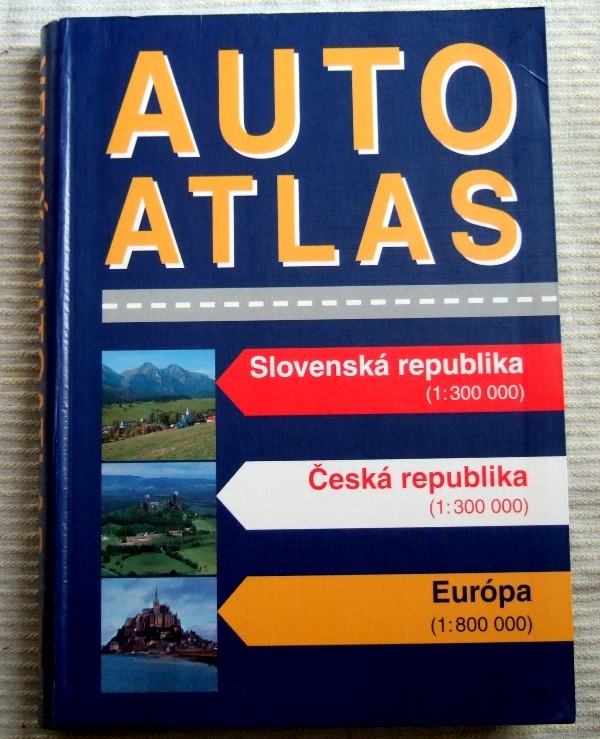 AUTO
ATLAS
Slovenská republika
(1:300 000)
Česká republika
(1:300 000)
Európa
(1:800 000)